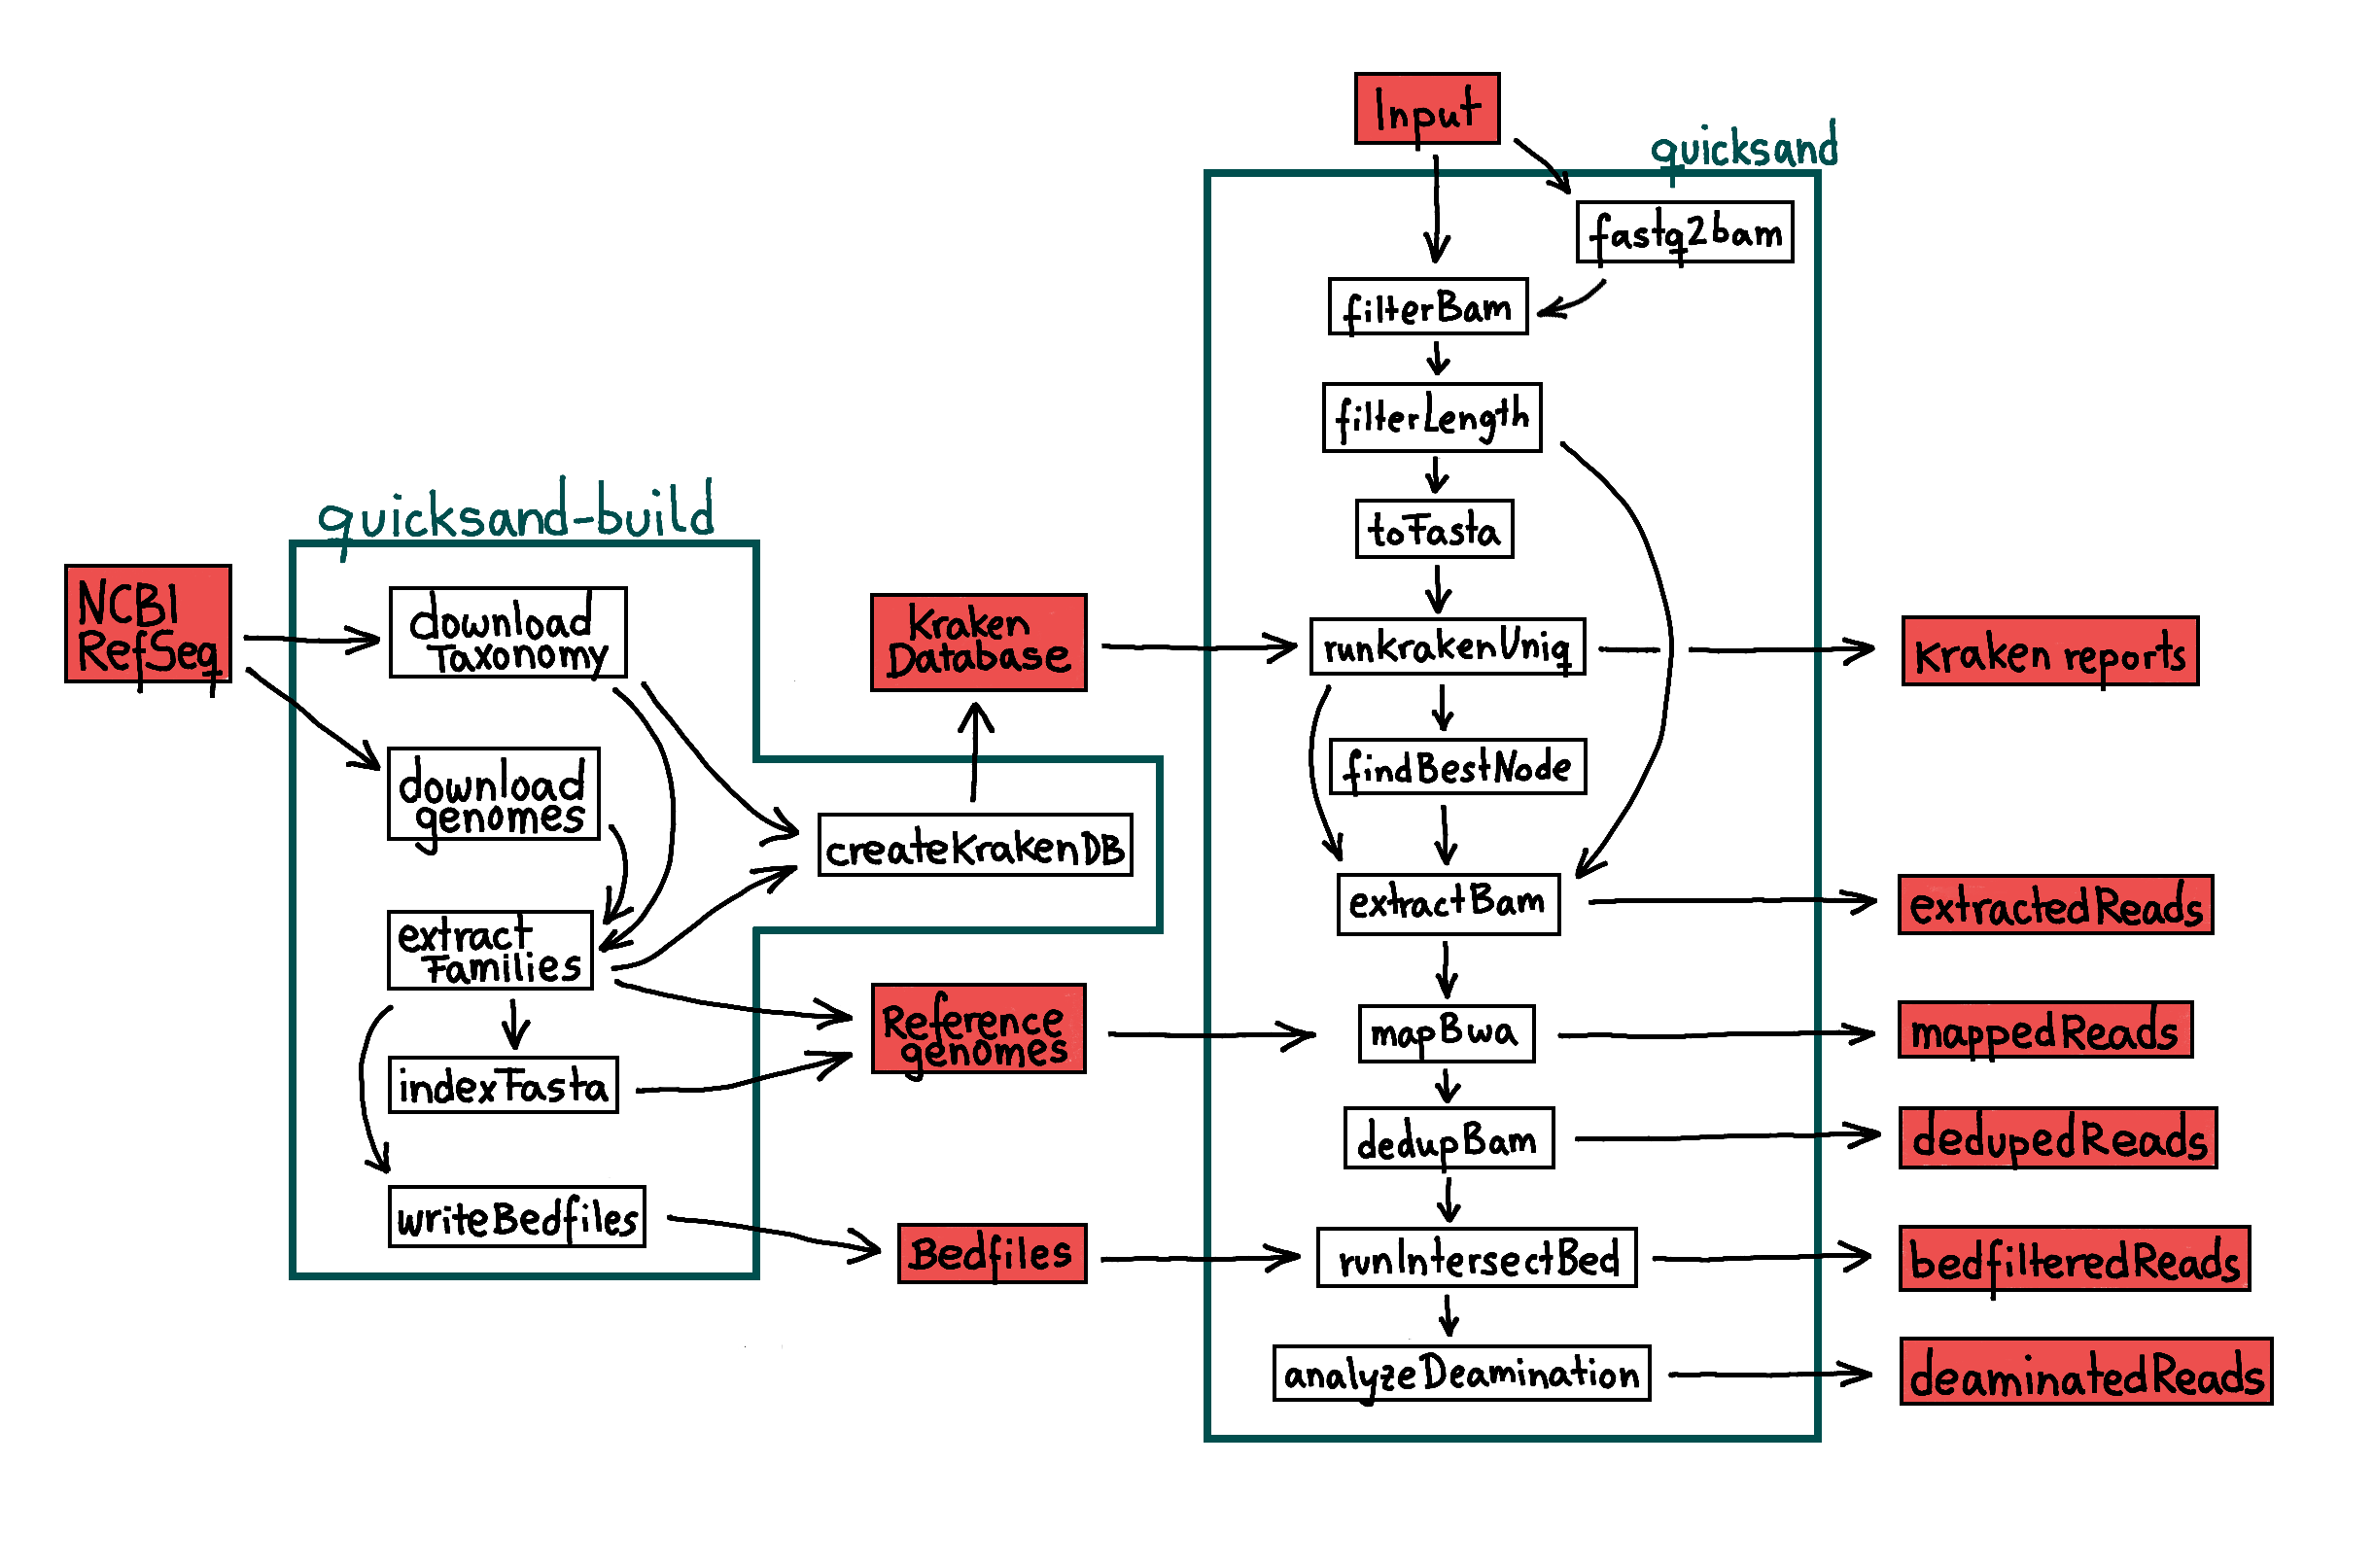 Input
quicksand
fastq2bam
filterBam
filterLength
toFasta
quicksand-build
NCBI
RefSeq
download
Taxonomy
Kraken
Database
runkrakenUniq
Kraken reports
download
genomes
findBestNode
createKrakenDB
extract
Families
extractBam
extractedReads
Reference
genomes
mapBwa
mappedReads
indexFasta
dedupBam
dedupedReads
writeBedfiles
Bedfiles
runIntersectBed
bedfilteredReads
analyzeDeamination
deaminatedReads